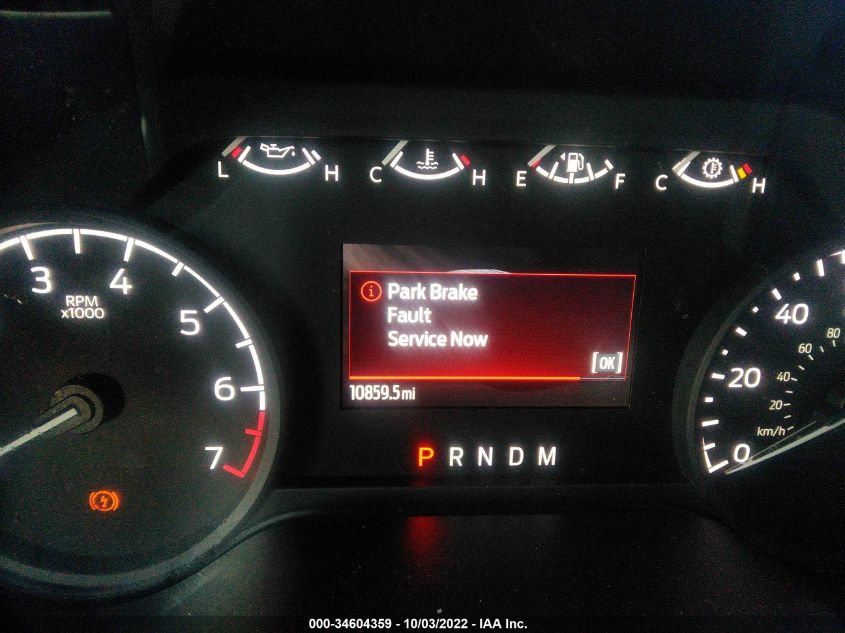 L H C H E F C H
3 4 5 6 7
RPM
x1000
Park Brake
Fault
Service Now
[OK]
10859.5 mi
P R N D M
40
20
0
80
60
40
20
km/h
000-34604359 - 10/03/2022 - IAA Inc.